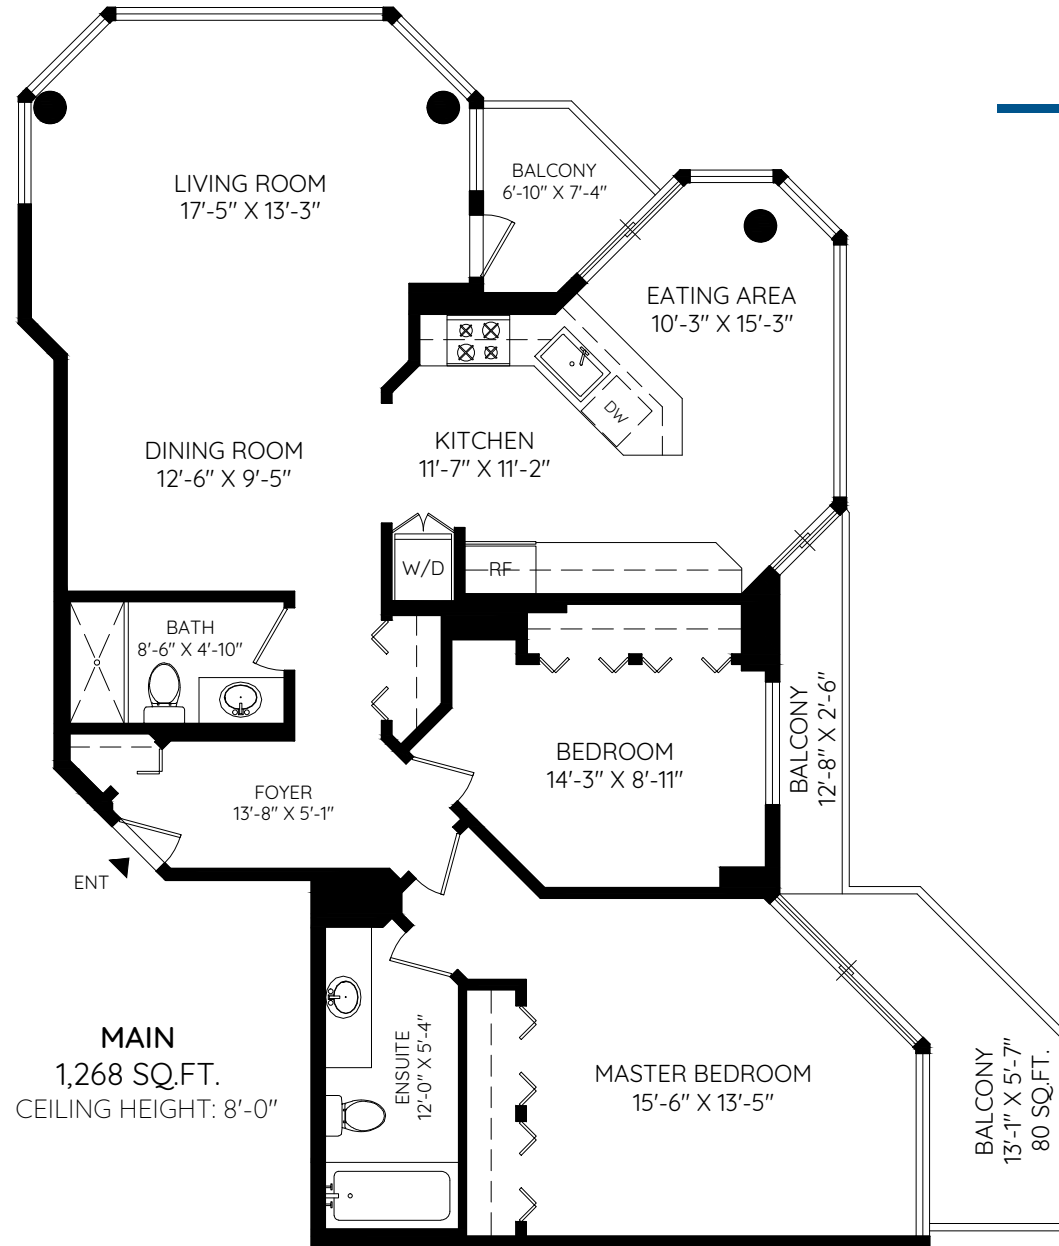 LIVING ROOM
17'-5" X 13'-3"
BALCONY
6'-10" X 7'-4"
EATING AREA
10'-3" X 15'-3"
DINING ROOM
12'-6" X 9'-5"
KITCHEN
11'-7" X 11'-2"
DW
W/D
RF
BATH
8'-6" X 4'-10"
BEDROOM
14'-3" X 8'-11"
BALCONY
12'-8" X 2'-6"
FOYER
13'-8" X 5'-1"
ENT
MAIN
1,268 SQ.FT.
CEILING HEIGHT: 8'-0"
ENSUITE
12'-0" X 5'-4"
MASTER BEDROOM
15'-6" X 13'-5"
BALCONY
13'-1" X 5'-7"
80 SQ.FT.